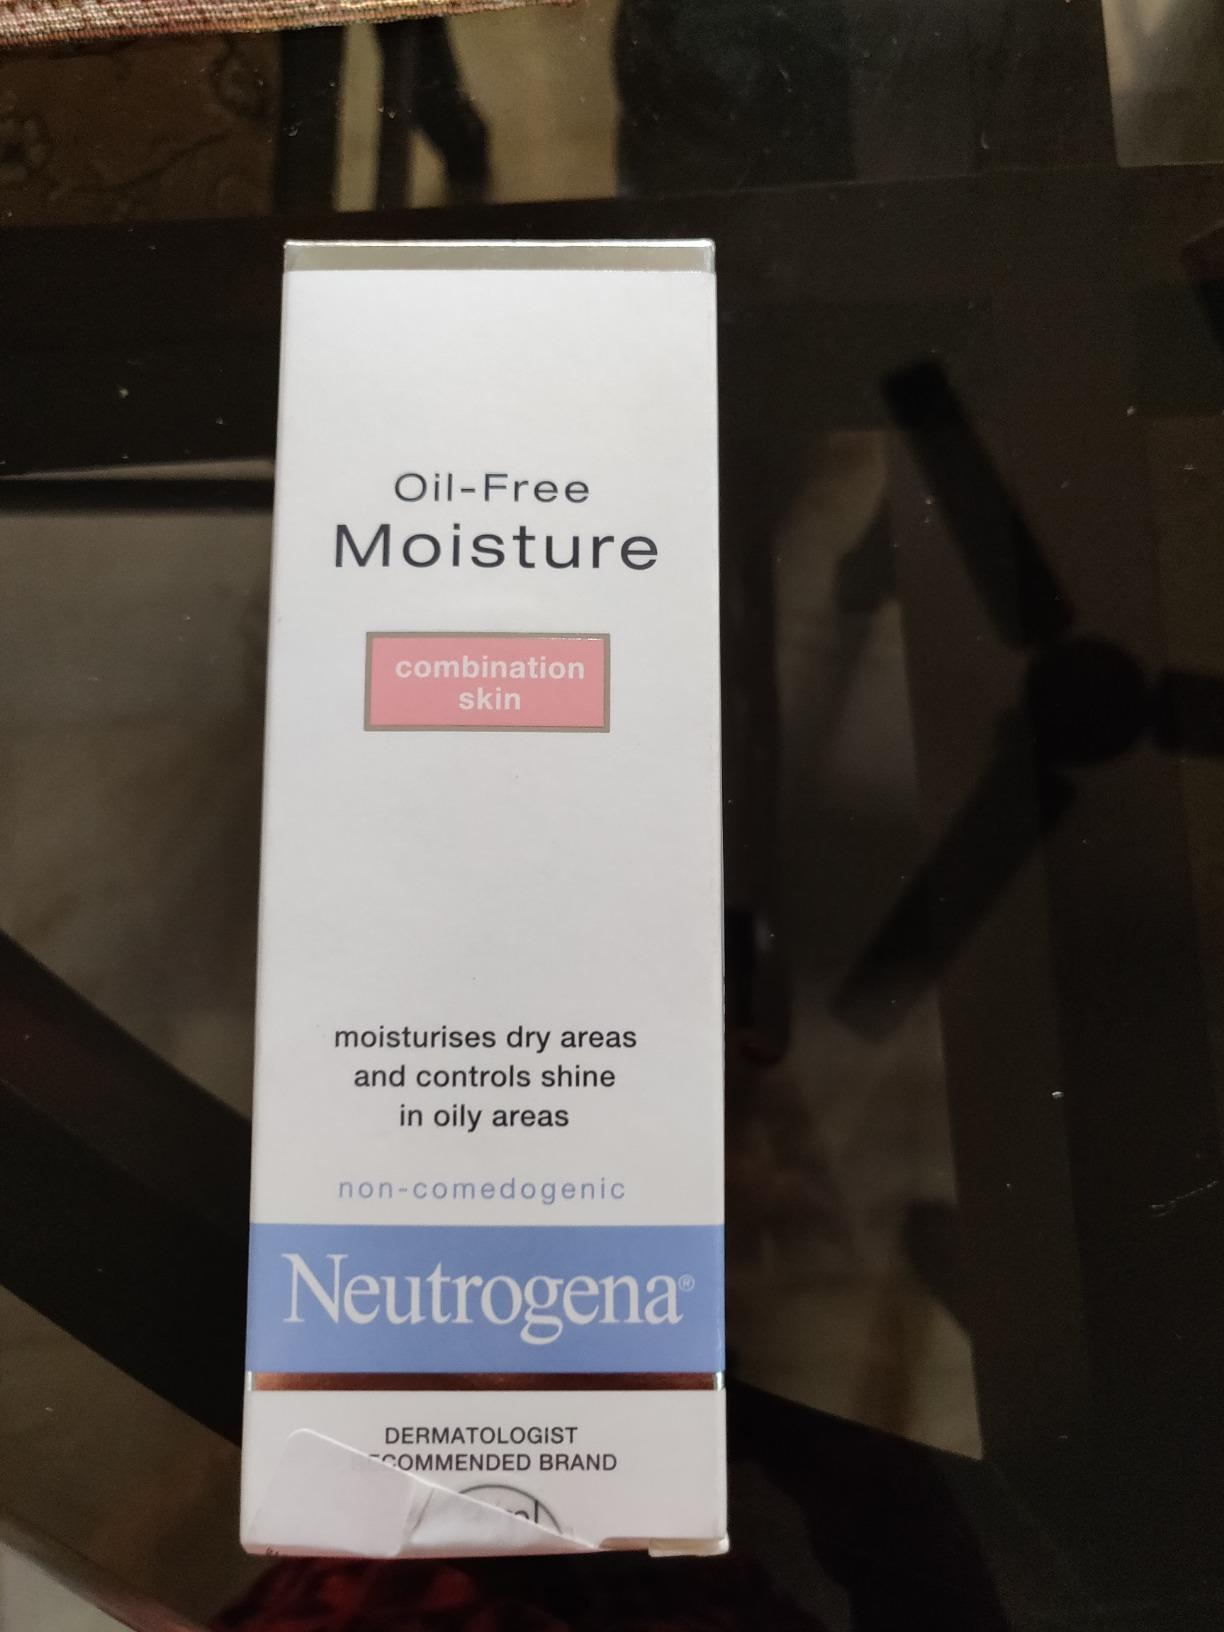 Oil-Free
Moisture
combination
skin
moisturises dry areas
and controls shine
in oily areas
non-comedogenic
Neutrogena®
DERMATOLOGIST
RECOMMENDED BRAND